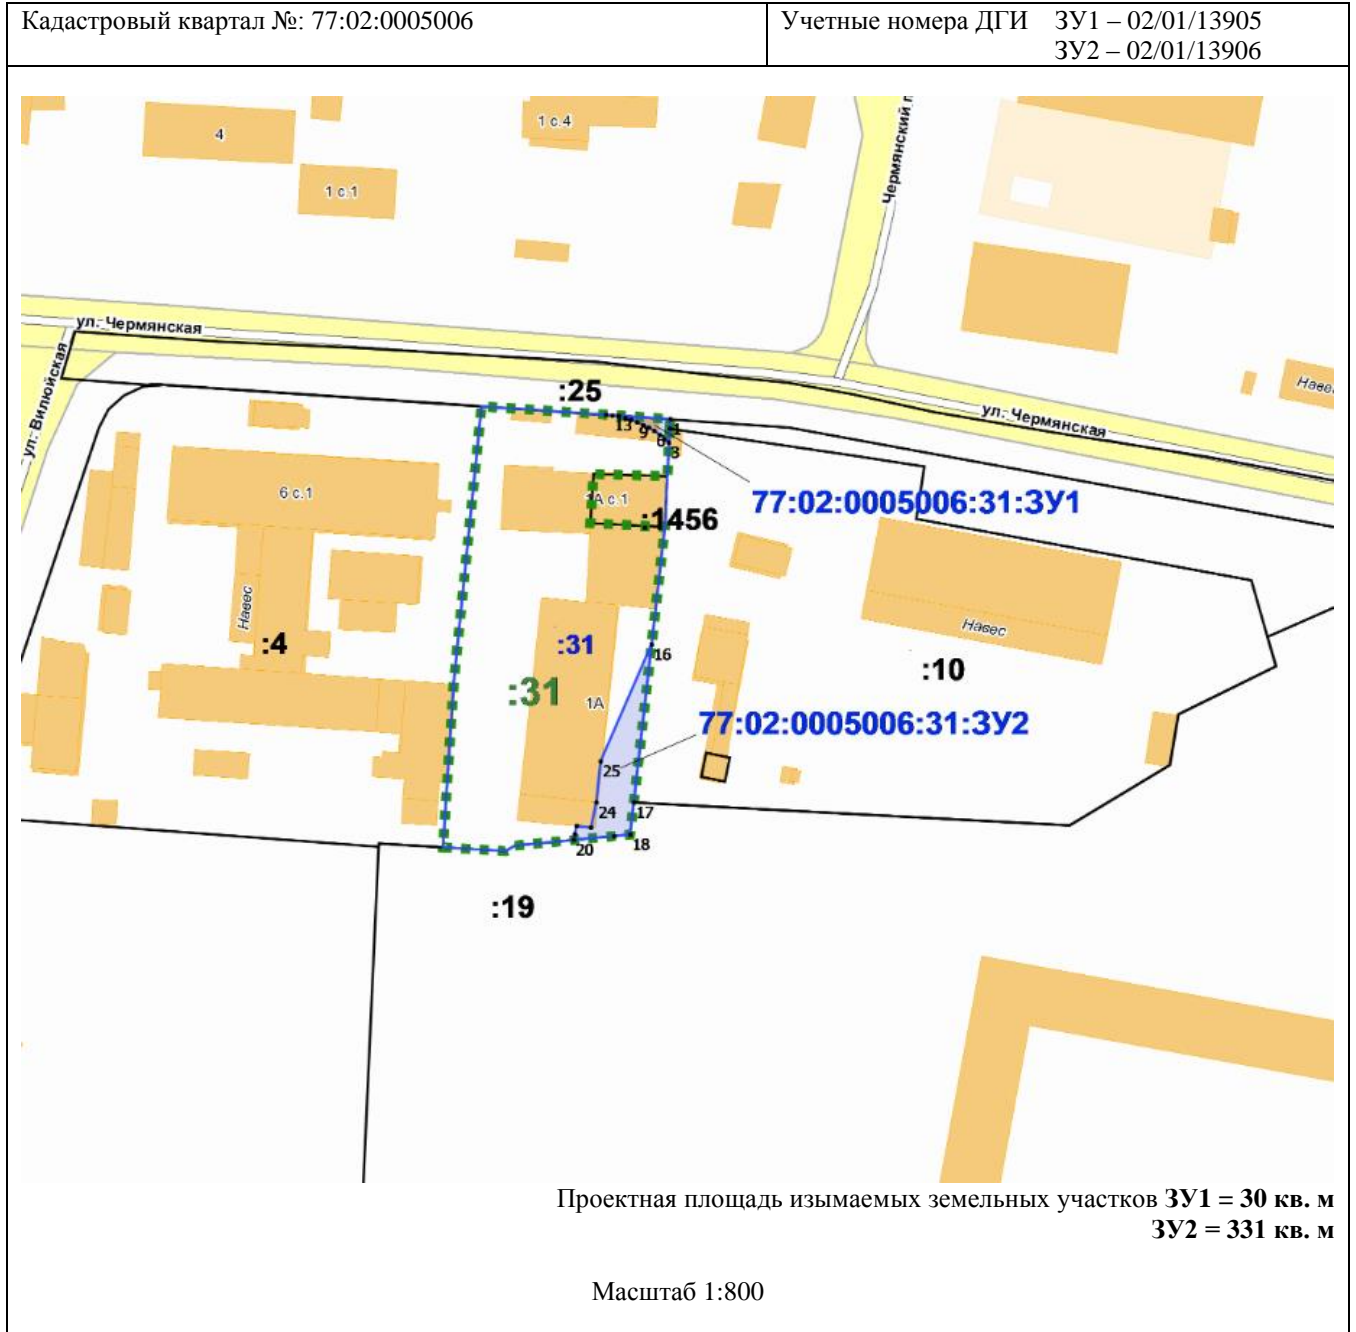 Кадастровый квартал №: 77:02:0005006
Учетные номера ДГИ ЗУ1 – 02/01/13905
ЗУ2 – 02/01/13906
4
1 с.4
1 с.1
Чермянский
ул. Чермянская
ул. Вилюйская
:25
Навес
ул. Чермянская
13
9
6
1
3
6 с.1
1А с.1
:1456
77:02:0005006:31:ЗУ1
Навес
:4
:31
:31
1А
16
Навес
:10
77:02:0005006:31:ЗУ2
25
24
17
20
18
:19
Проектная площадь изымаемых земельных участков ЗУ1 = 30 кв. м
ЗУ2 = 331 кв. м
Масштаб 1:800